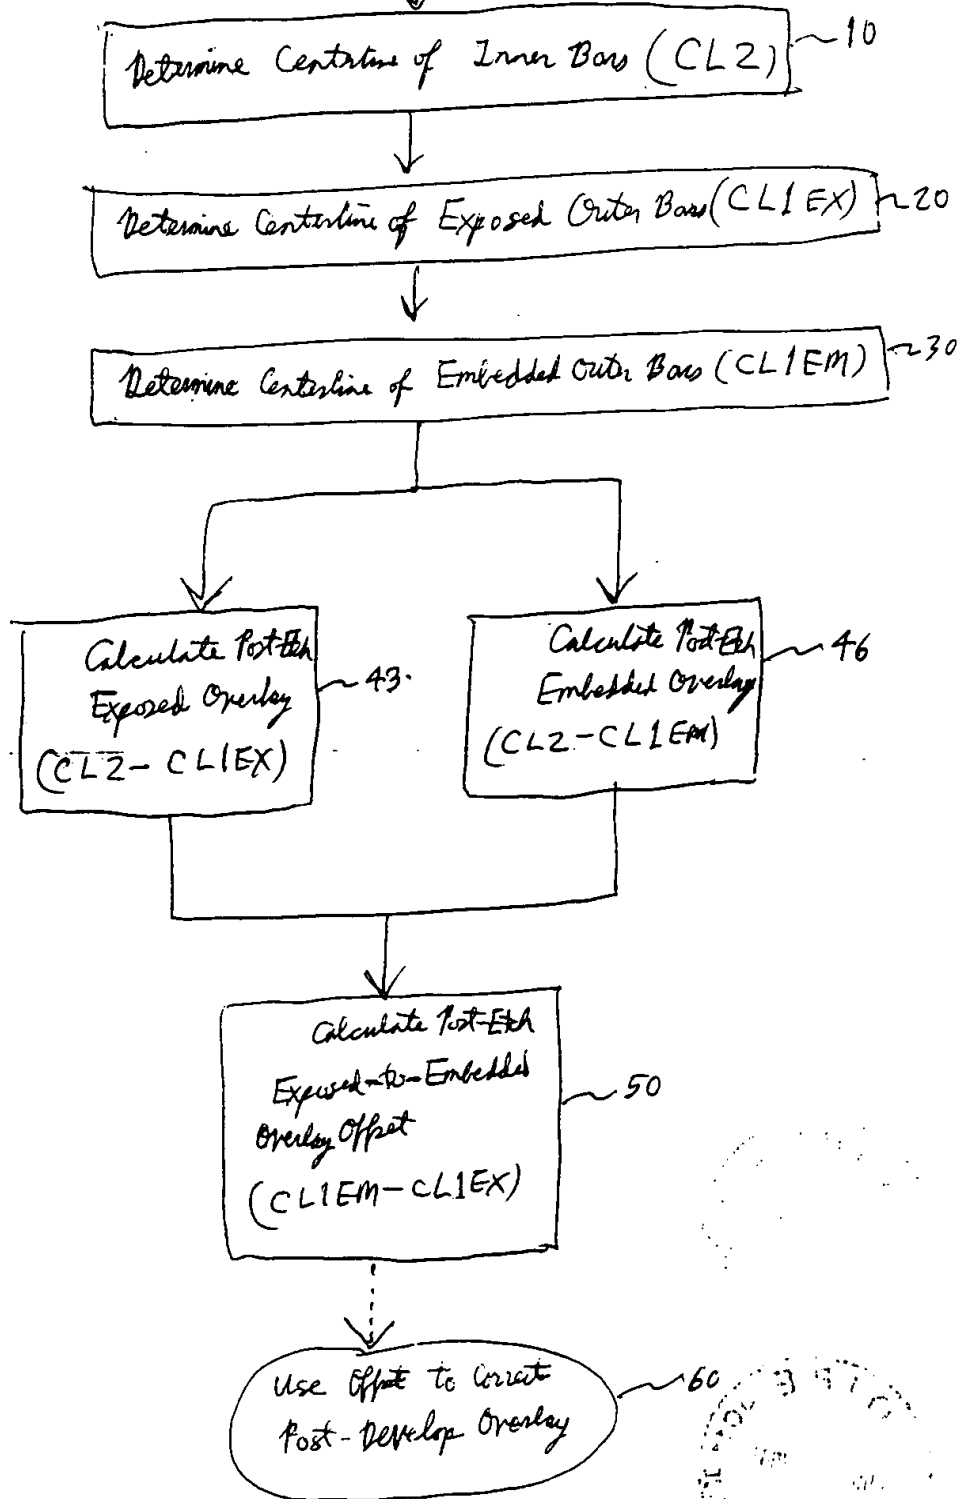 Determine Centerline of Inner Bars (CL2)
10
Determine Centerline of Exposed Outer Bars (CL1EX)
20
Determine Centerline of Embedded Outer Bars (CL1EM)
30
Calculate Post-Etch
Exposed Overlay
(CL2 - CL1EX)
43
Calculate Post-Etch
Embedded Overlay
(CL2 - CL1EM)
46
Calculate Post-Etch
Exposed-to-Embedded
Overlay Offset
(CL1EM - CL1EX)
50
Use Offset to Correct
Post-Develop Overlay
60